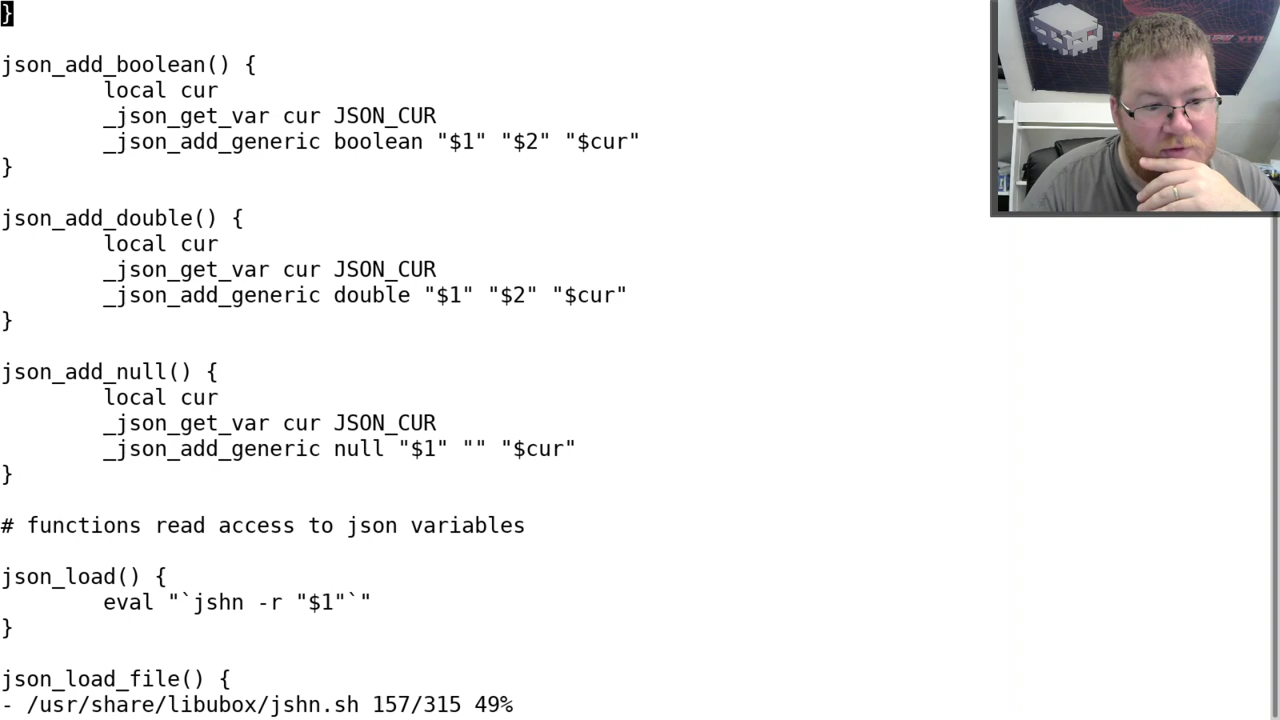 }
json_add_boolean() {
local cur
_json_get_var cur JSON_CUR
_json_add_generic boolean "$1" "$2" "$cur"
}
json_add_double() {
local cur
_json_get_var cur JSON_CUR
_json_add_generic double "$1" "$2" "$cur"
}
json_add_null() {
local cur
_json_get_var cur JSON_CUR
_json_add_generic null "$1" "" "$cur"
}
# functions read access to json variables
json_load() {
eval "`jshn -r "$1"`"
}
json_load_file() {
- /usr/share/libubox/jshn.sh 157/315 49%